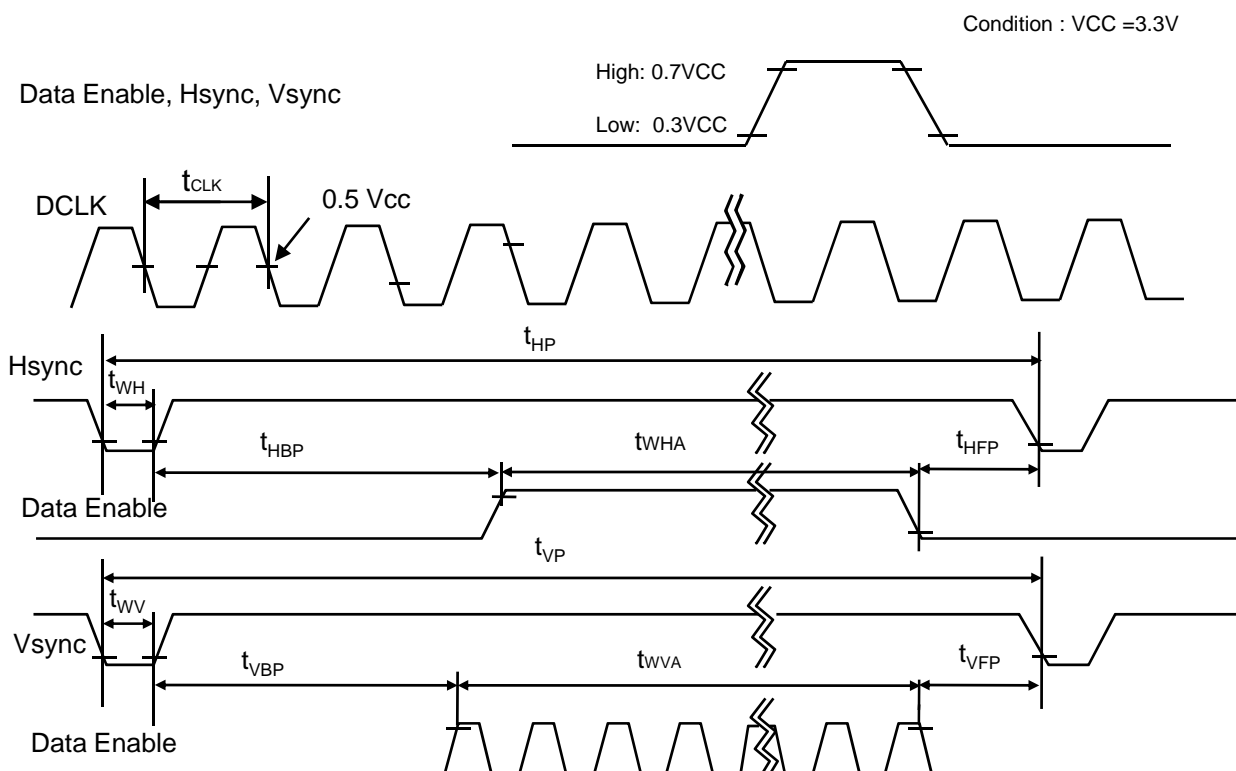 Condition : VCC =3.3V
High: 0.7VCC
Data Enable, Hsync, Vsync
Low: 0.3VCC
tCLK
0.5 Vcc
DCLK
tHP
Hsync
tWH
tHBP
tWHA
tHFP
Data Enable
tVP
tWV
Vsync
tVBP
tWVA
tVFP
Data Enable